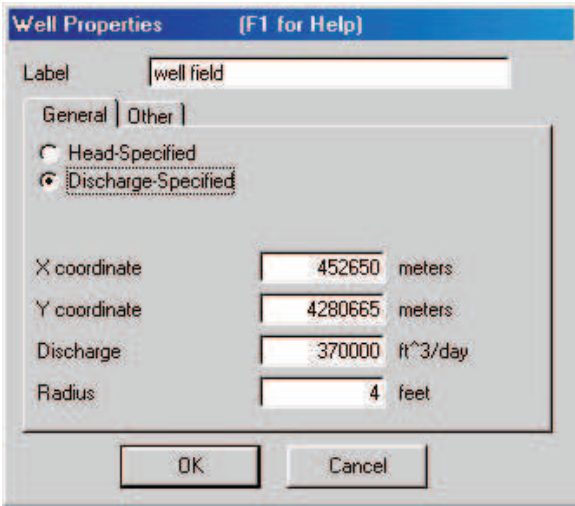 Well Properties (F1 for Help)
Label well field
General Other
Head-Specified
Discharge-Specified
X coordinate 452650 meters
Y coordinate 4280665 meters
Discharge 370000 ft^3/day
Radius 4 feet
OK Cancel